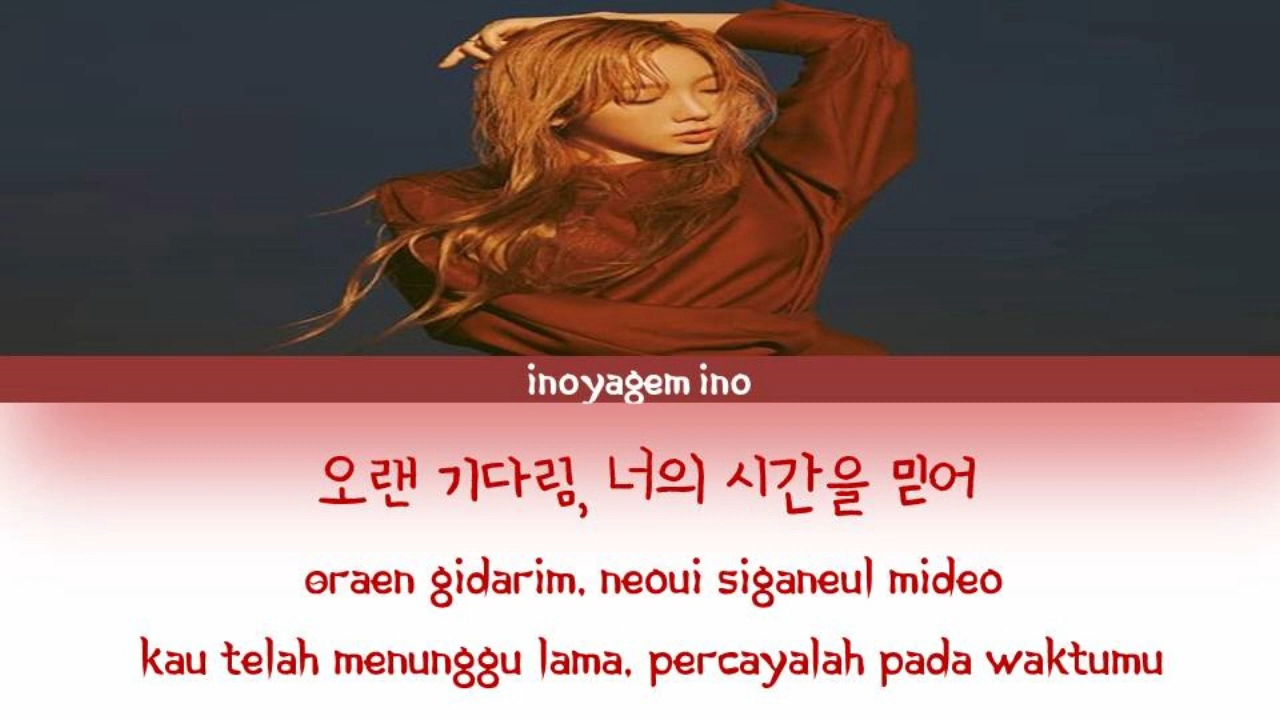 inoyagem ino
오랜 기다림, 너의 시간을 믿어
oraen gidarim, neoui siganeul mideo
kau telah menunggu lama, percayalah pada waktumu